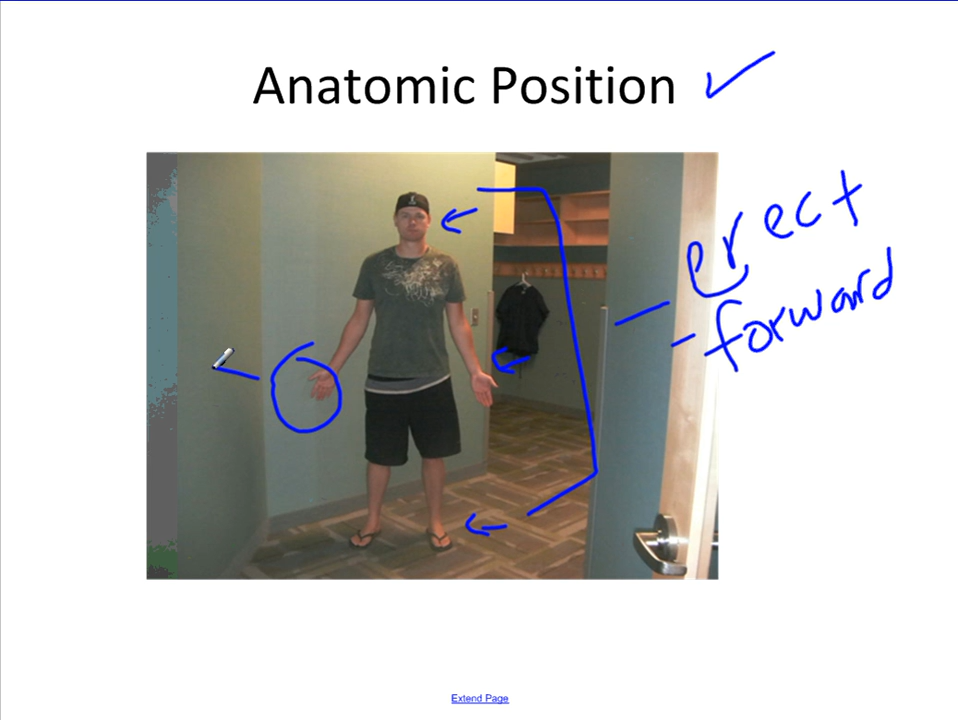 Anatomic Position
- erect
- forward
Extend Page